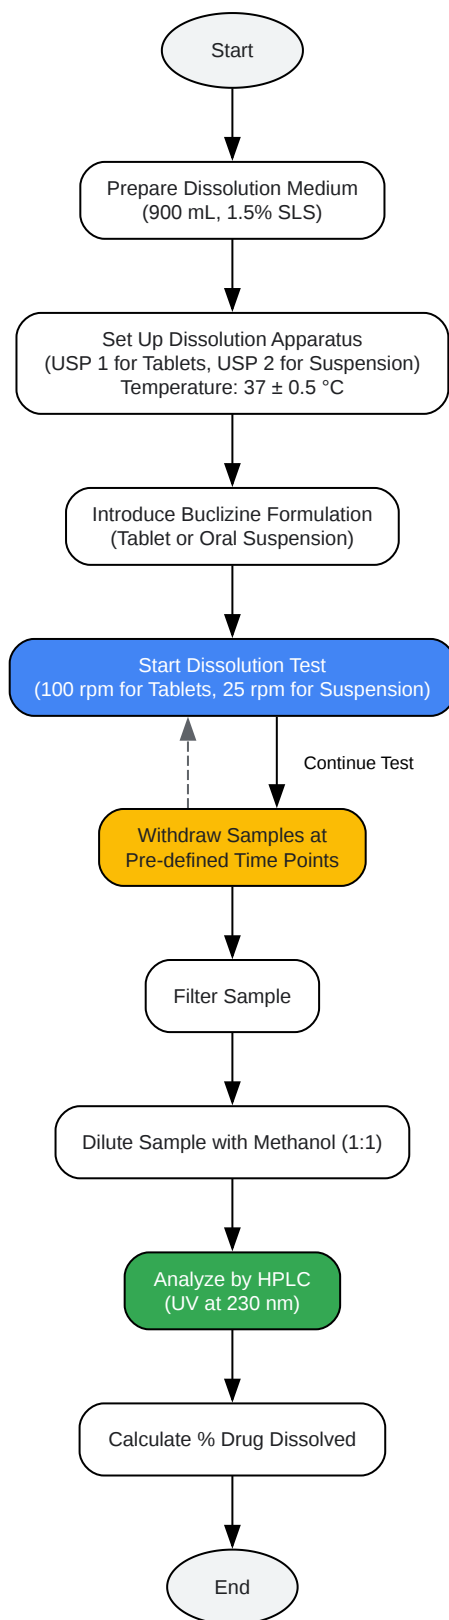 Start
Prepare Dissolution Medium
(900 mL, 1.5% SLS)
Set Up Dissolution Apparatus
(USP 1 for Tablets, USP 2 for Suspension)
Temperature: 37 ± 0.5 °C
Introduce Buclizine Formulation
(Tablet or Oral Suspension)
Start Dissolution Test
(100 rpm for Tablets, 25 rpm for Suspension)
Continue Test
Withdraw Samples at
Pre-defined Time Points
Filter Sample
Dilute Sample with Methanol (1:1)
Analyze by HPLC
(UV at 230 nm)
Calculate % Drug Dissolved
End